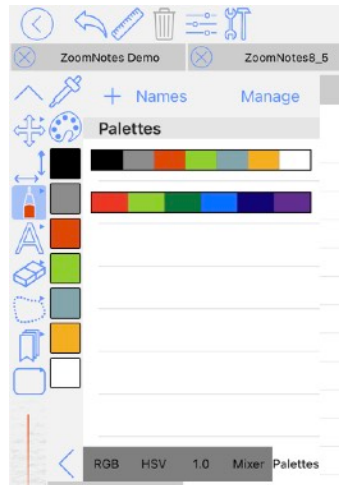 ZoomNotes Demo ZoomNotes8_5
+ Names Manage
Palettes
A
RGB HSV 1.0 Mixer Palettes